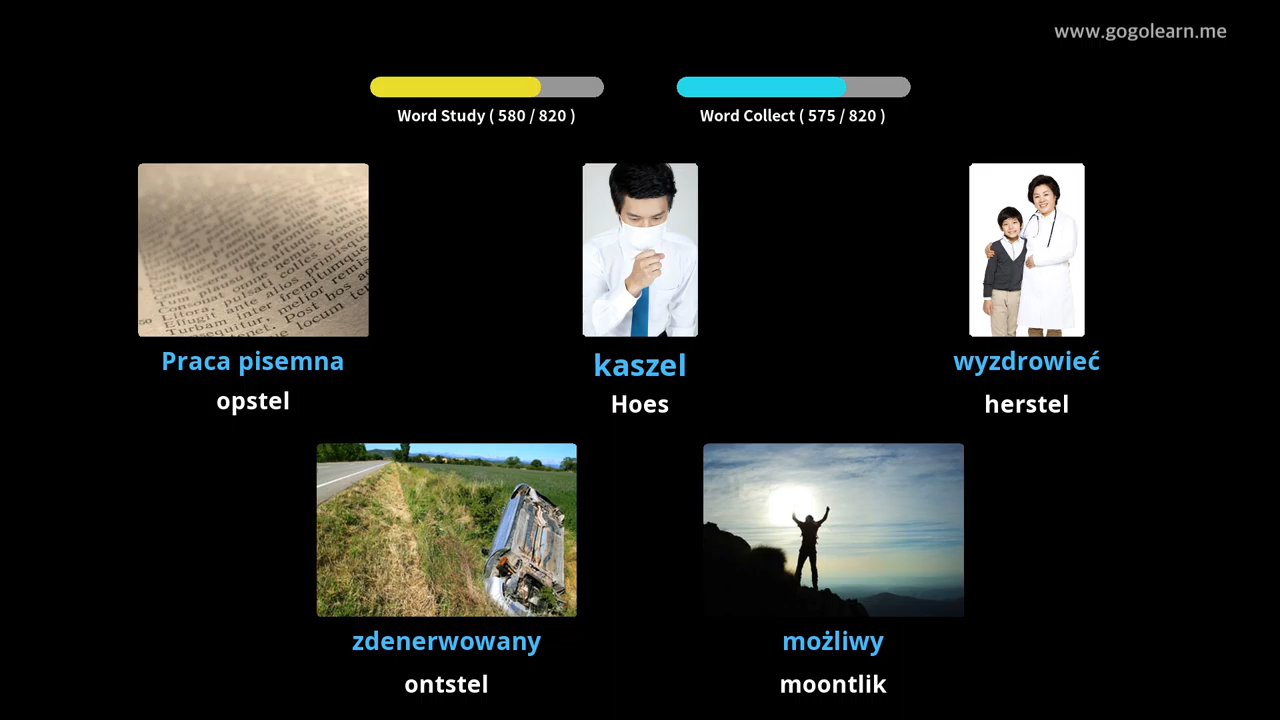 www.gogolearn.me
Word Study ( 580 / 820 )
Word Collect ( 575 / 820 )
Praca pisemna
opstel
kaszel
Hoes
wyzdrowieć
herstel
zdenerwowany
ontstel
możliwy
moontlik